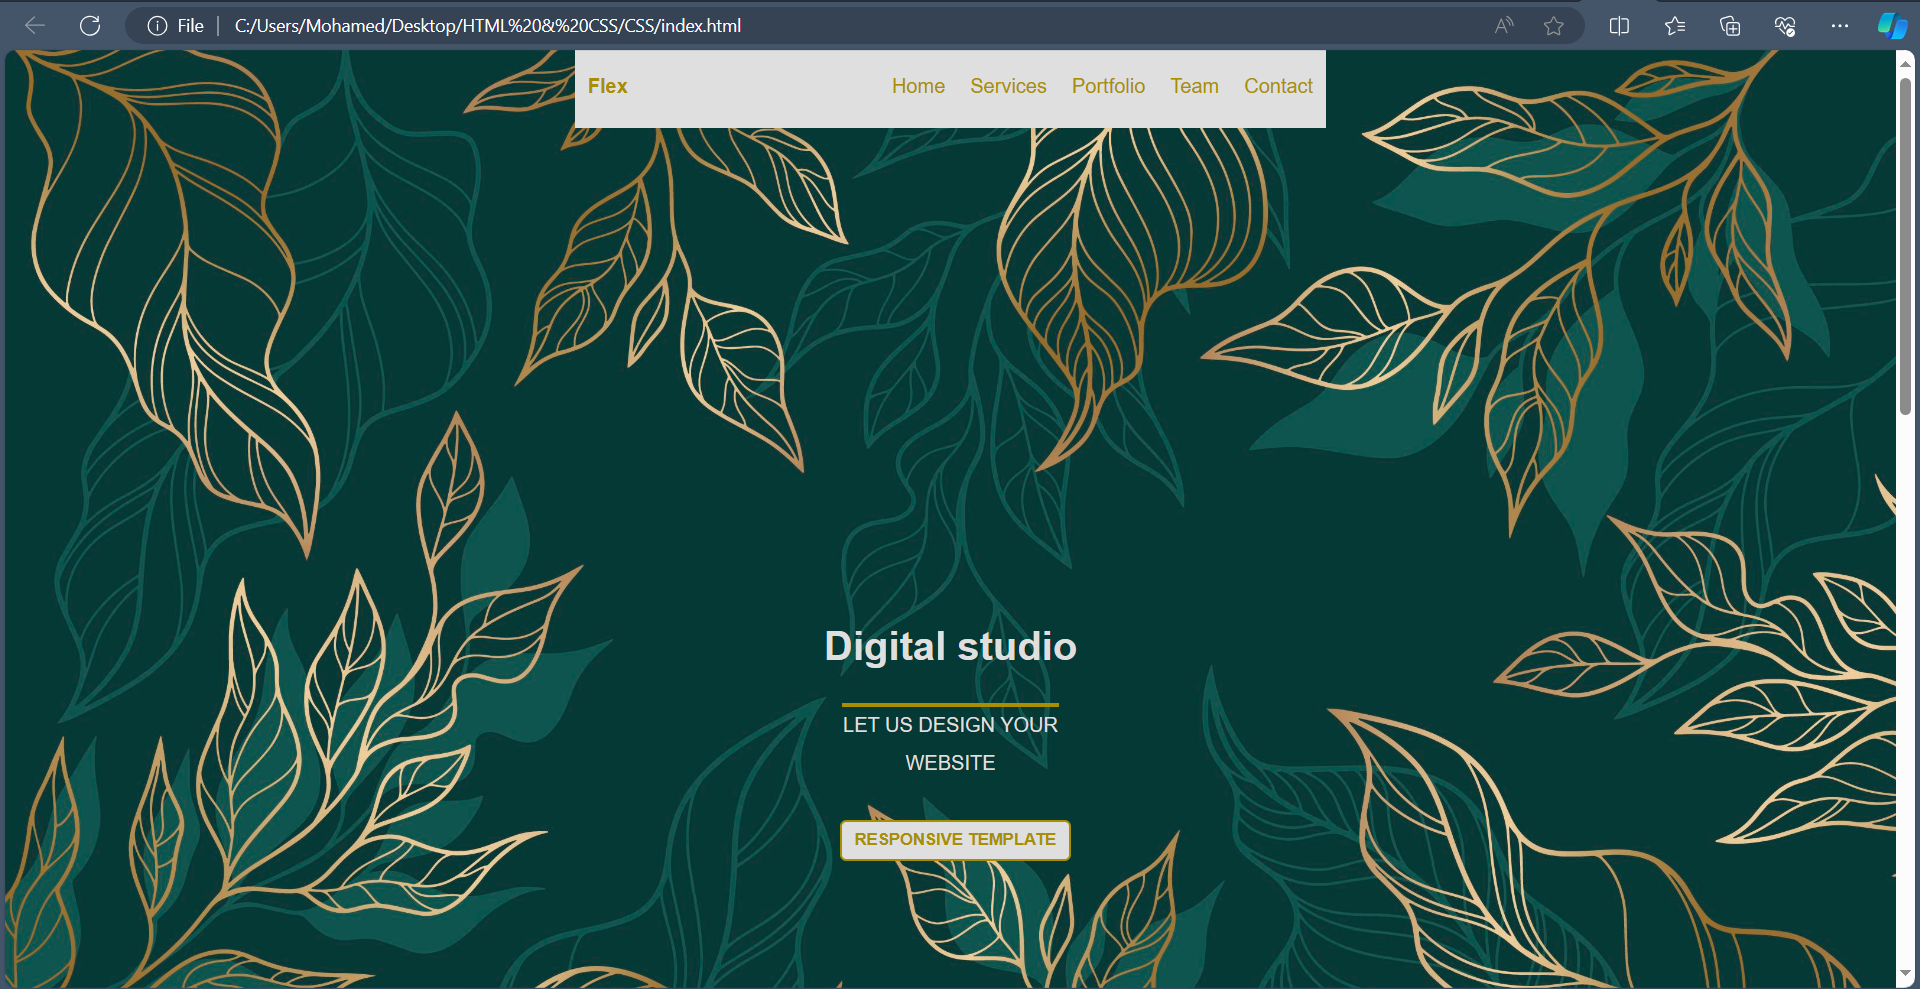 File C:/Users/Mohamed/Desktop/HTML%20&%20CSS/CSS/index.html
Flex Home Services Portfolio Team Contact
Digital studio
LET US DESIGN YOUR
WEBSITE
RESPONSIVE TEMPLATE